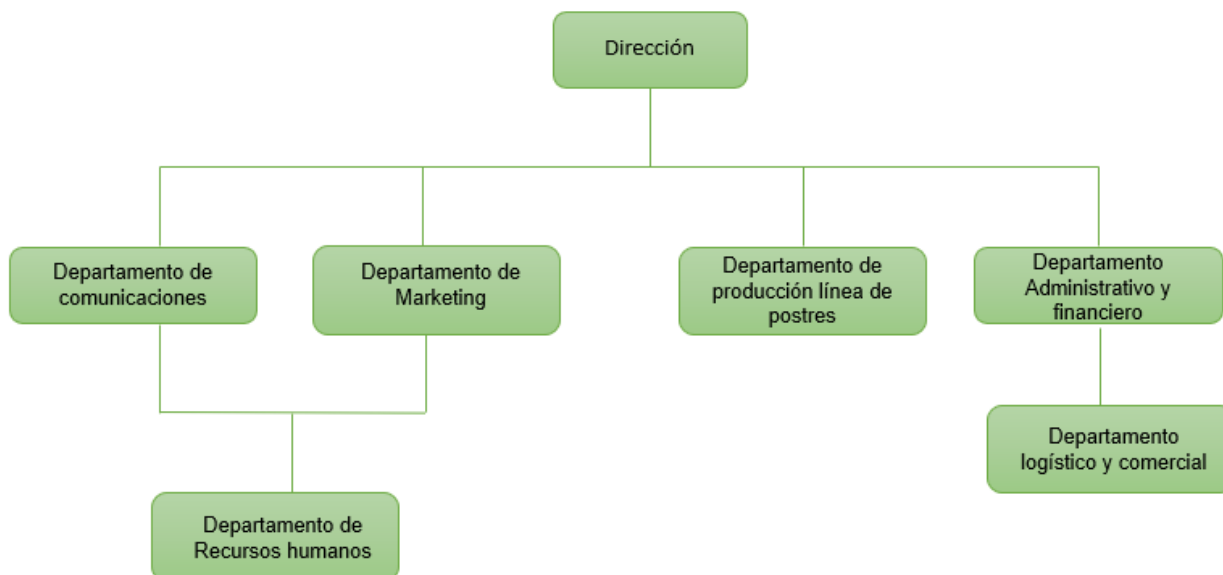 Dirección
Departamento de
comunicaciones
Departamento de
Marketing
Departamento de
producción línea de
postres
Departamento
Administrativo y
financiero
Departamento
logístico y comercial
Departamento de
Recursos humanos